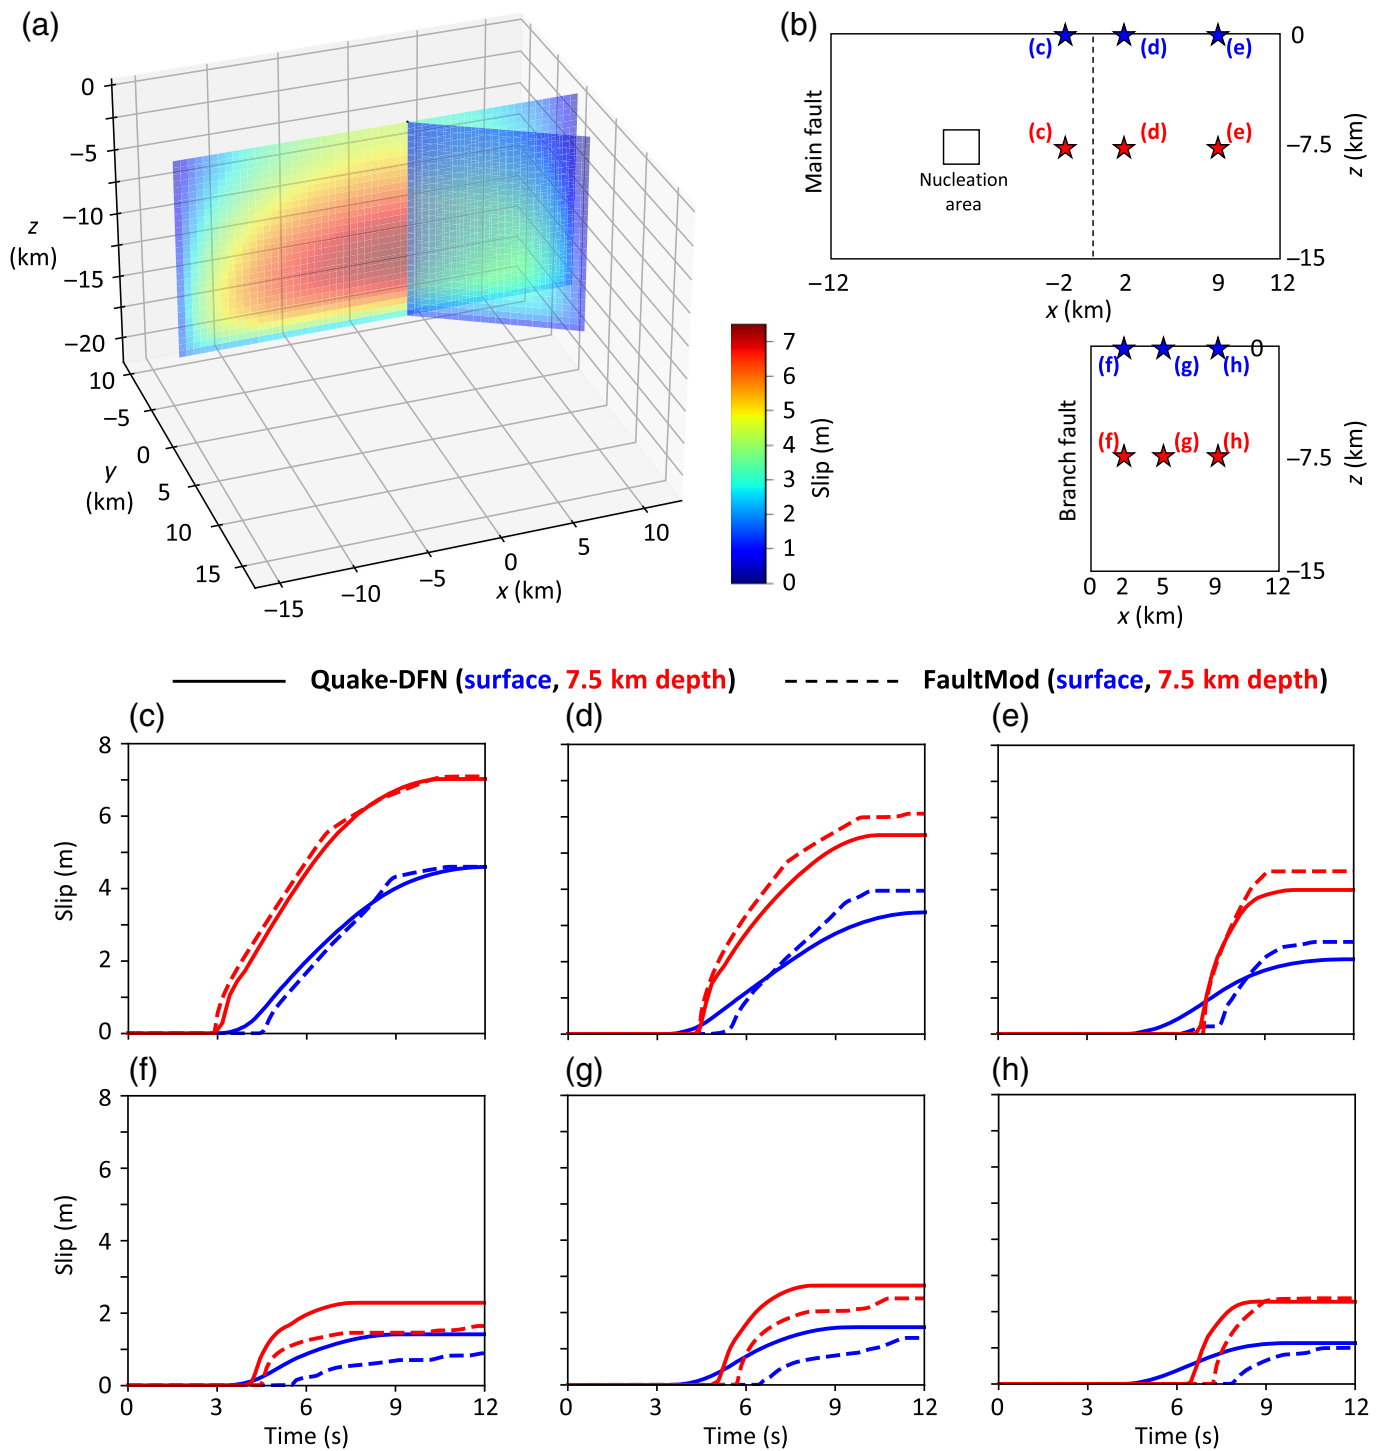 (a)
0
−5
−10
−15
−20
z
(km)
10
−5
0
5
10
15
y
(km)
−15
−10
−5
0
5
10
x (km)
7
6
5
4
3
2
1
0
Slip (m)
(b)
Main fault
(c)
(d)
(e)
(c)
(d)
(e)
Nucleation
area
0
−7.5
−15
z (km)
−12
−2
2
9
12
x (km)
Branch fault
(f)
(g)
(h)
(f)
(g)
(h)
0
−7.5
−15
z (km)
0
2
5
9
12
x (km)
Quake-DFN (surface, 7.5 km depth)
FaultMod (surface, 7.5 km depth)
(c)
(d)
(e)
8
6
4
2
0
Slip (m)
(f)
(g)
(h)
8
6
4
2
0
Slip (m)
0 3 6 9 12
Time (s)
0 3 6 9 12
Time (s)
0 3 6 9 12
Time (s)